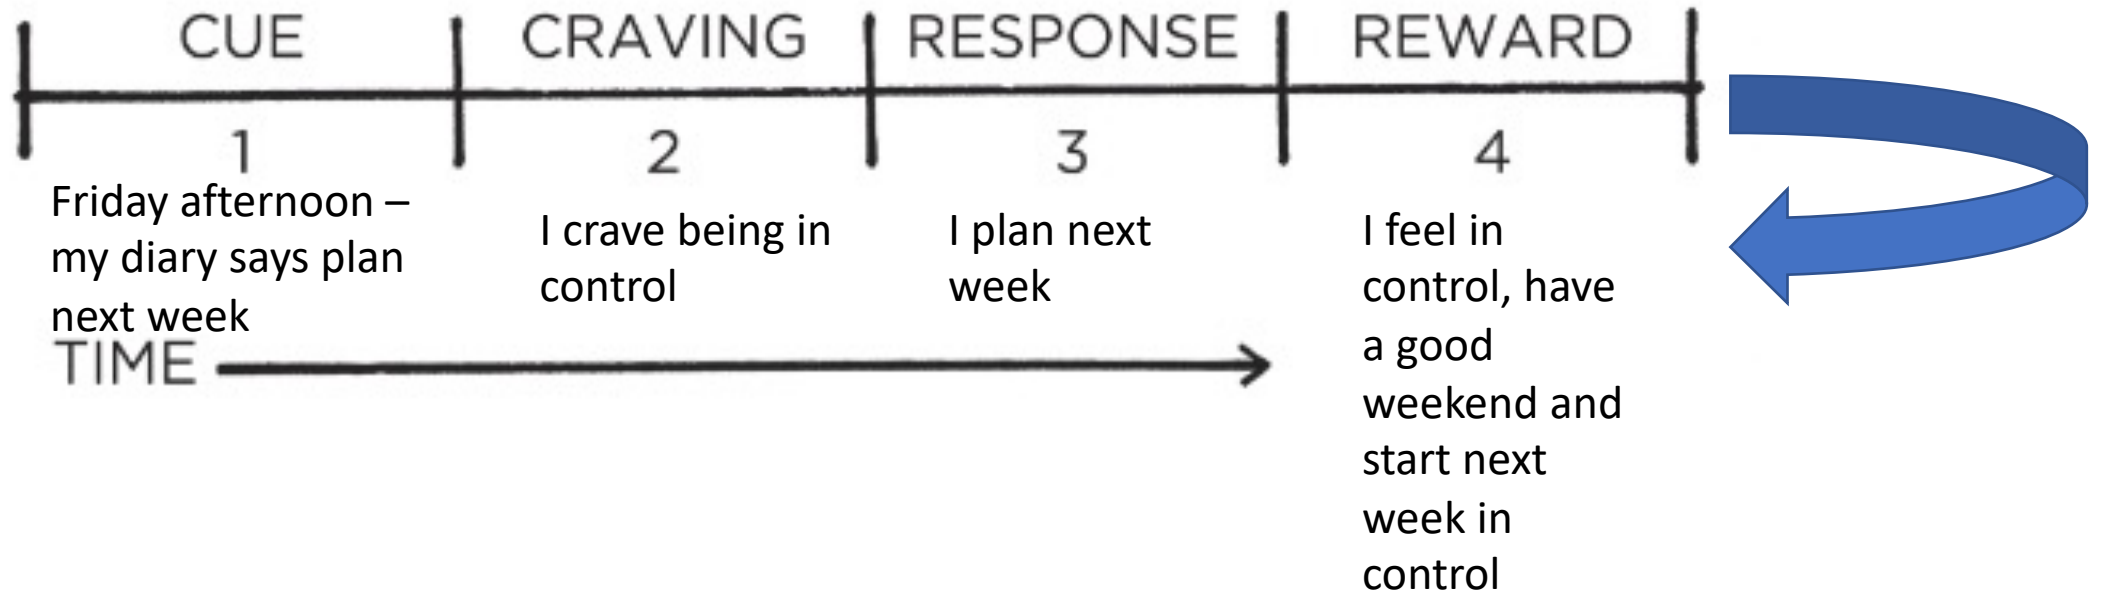 CUE
CRAVING
RESPONSE
REWARD
1
2
3
4
Friday afternoon –
my diary says plan
next week
I crave being in
control
I plan next
week
I feel in
control, have
a good
weekend and
start next
week in
control
TIME